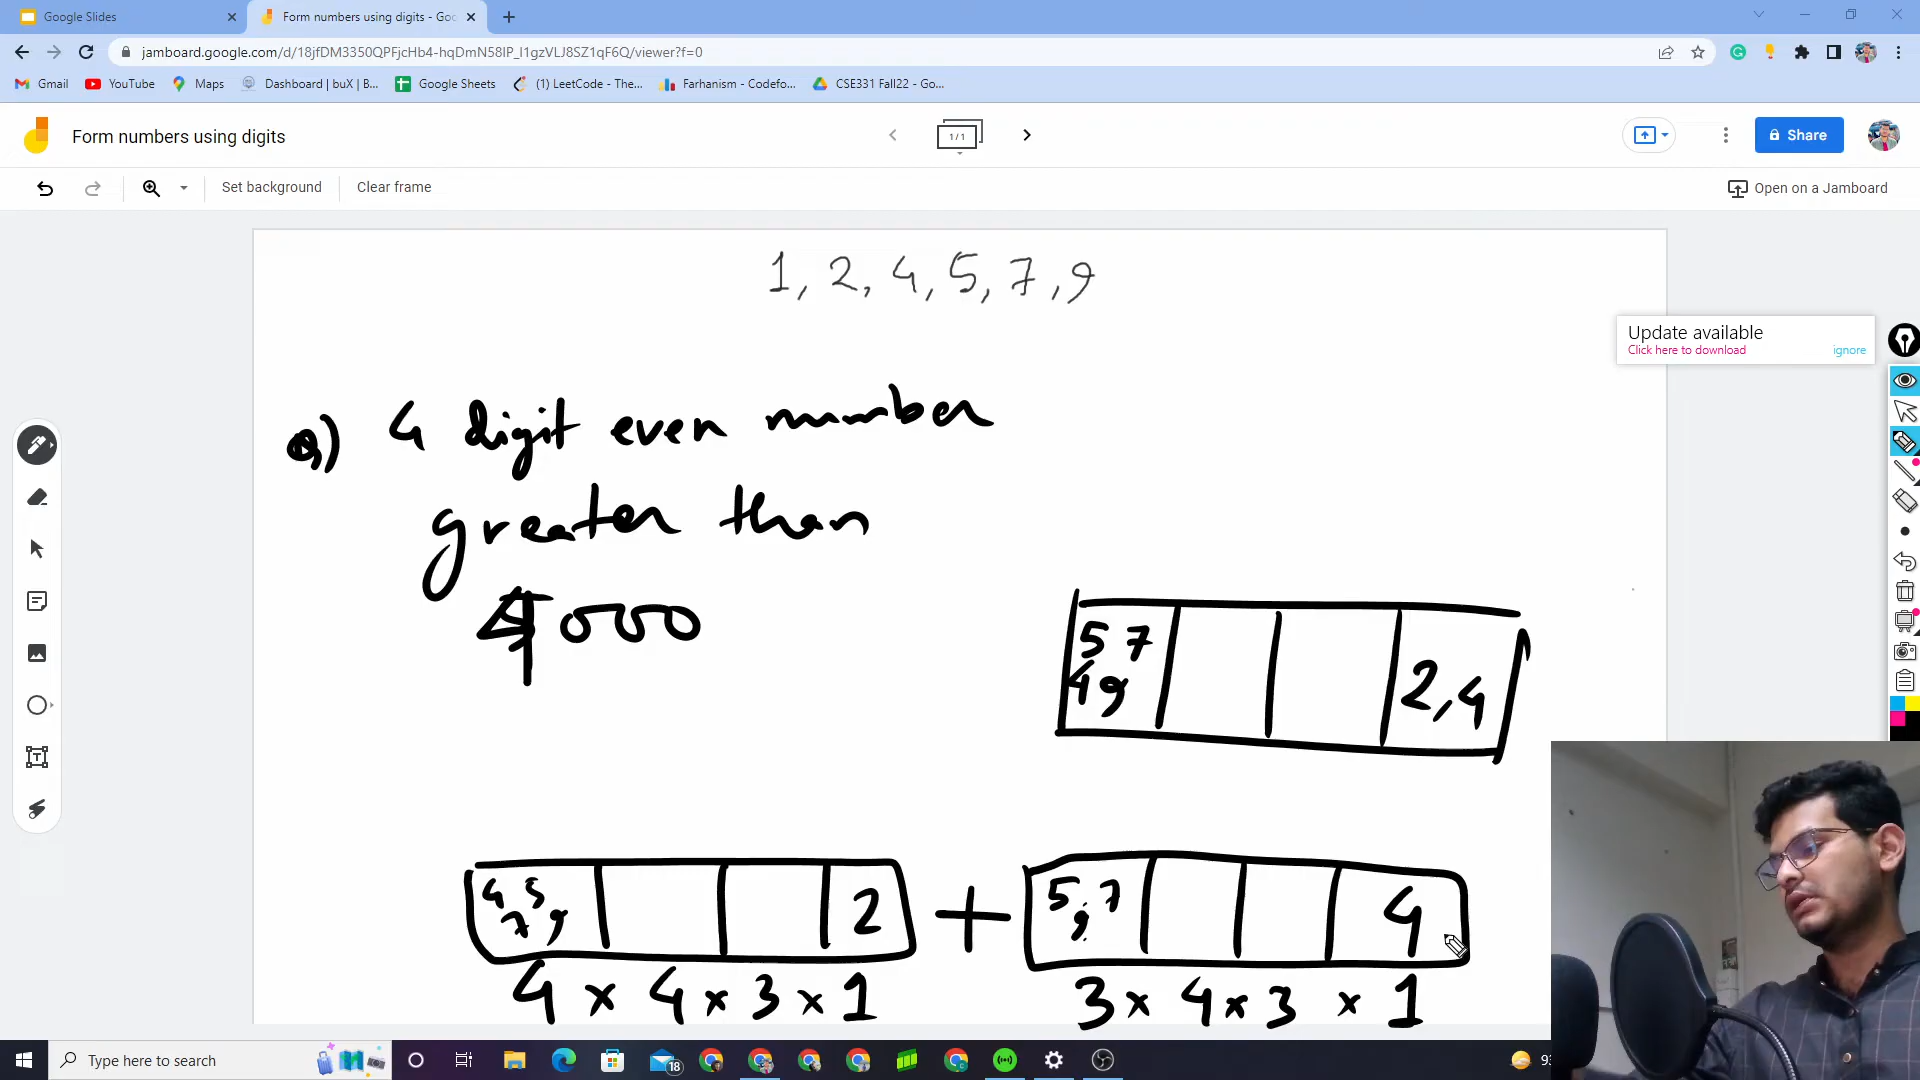 Google Slides
Form numbers using digits - Goo
jamboard.google.com/d/18jfDM3350QPFjcHb4-hqDmN58IP_l1gzVLJ8SZ1qF6Q/viewer?f=0
Gmail YouTube Maps Dashboard | buX | B... Google Sheets (1) LeetCode - The... Farhanism - Codefo... CSE331 Fall22 - Go...
Form numbers using digits
1 / 1
Share
Set background Clear frame
Open on a Jamboard
1, 2, 4, 5, 7, 9
Update available
Click here to download ignore
Q) 4 digit even number
greater than
4000
5 7
4 9
2,4
4 5
7 9
2
+
5, 7
9
4
4 x 4 x 3 x 1
3 x 4 x 3 x 1
Type here to search
18